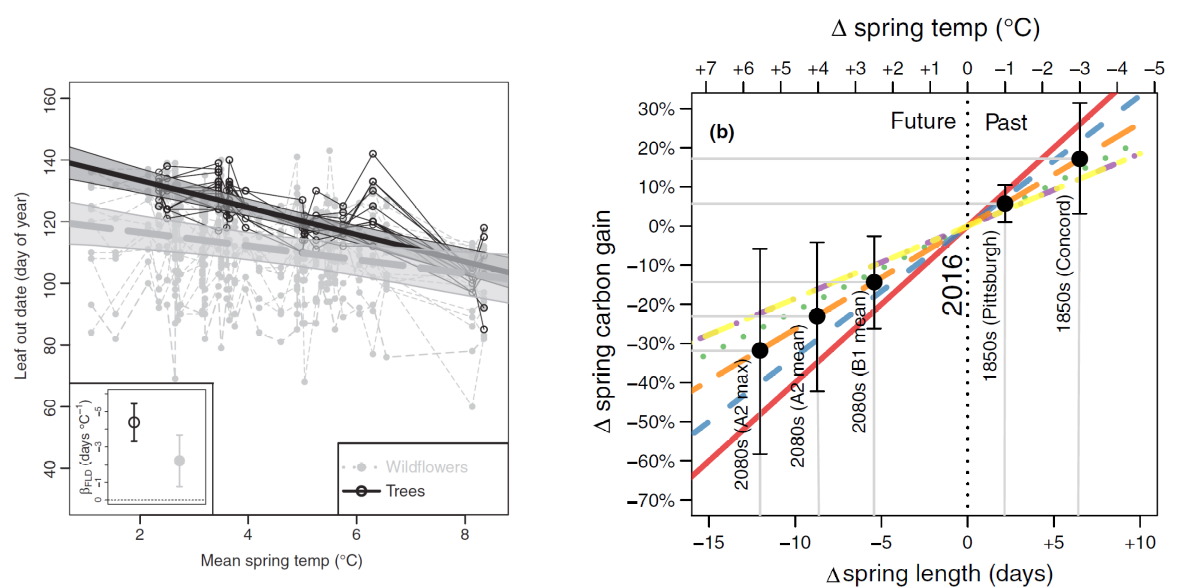 160
140
120
100
80
60
40
Leaf out date (day of year)
2
4
6
8
Mean spring temp (°C)
−5
−3
−1
0
βFLD (days °C⁻¹)
Wildflowers
Trees
Δ spring temp (°C)
+7 +6 +5 +4 +3 +2 +1 0 −1 −2 −3 −4 −5
(b)
Future
Past
30%
20%
10%
0%
−10%
−20%
−30%
−40%
−50%
−60%
−70%
Δ spring carbon gain
2080s (A2 max)
2080s (A2 mean)
2080s (B1 mean)
2016
1850s (Pittsburgh)
1850s (Concord)
−15 −10 −5 0 +5 +10
Δspring length (days)